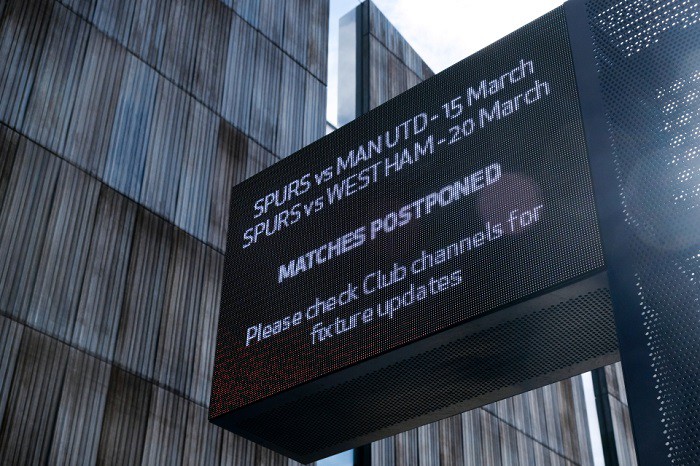 SPURS vs MAN UTD - 15 March
SPURS vs WEST HAM - 20 March
MATCHES POSTPONED
Please check Club channels for
fixture updates